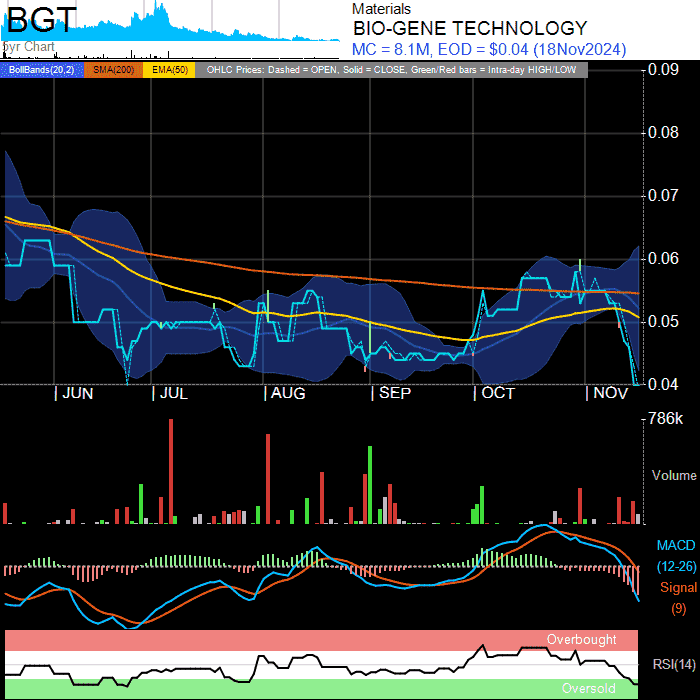 BGT
5yr Chart
Materials
BIO-GENE TECHNOLOGY
MC = 8.1M, EOD = $0.04 (18Nov2024)
BollBands(20,2) SMA(200) EMA(50) OHLC Prices: Dashed = OPEN, Solid = CLOSE, Green/Red bars = Intra-day HIGH/LOW
0.09
0.08
0.07
0.06
0.05
0.04
| JUN | JUL | AUG | SEP | OCT | NOV
786k
Volume
MACD
(12-26)
Signal
(9)
Overbought
RSI(14)
Oversold